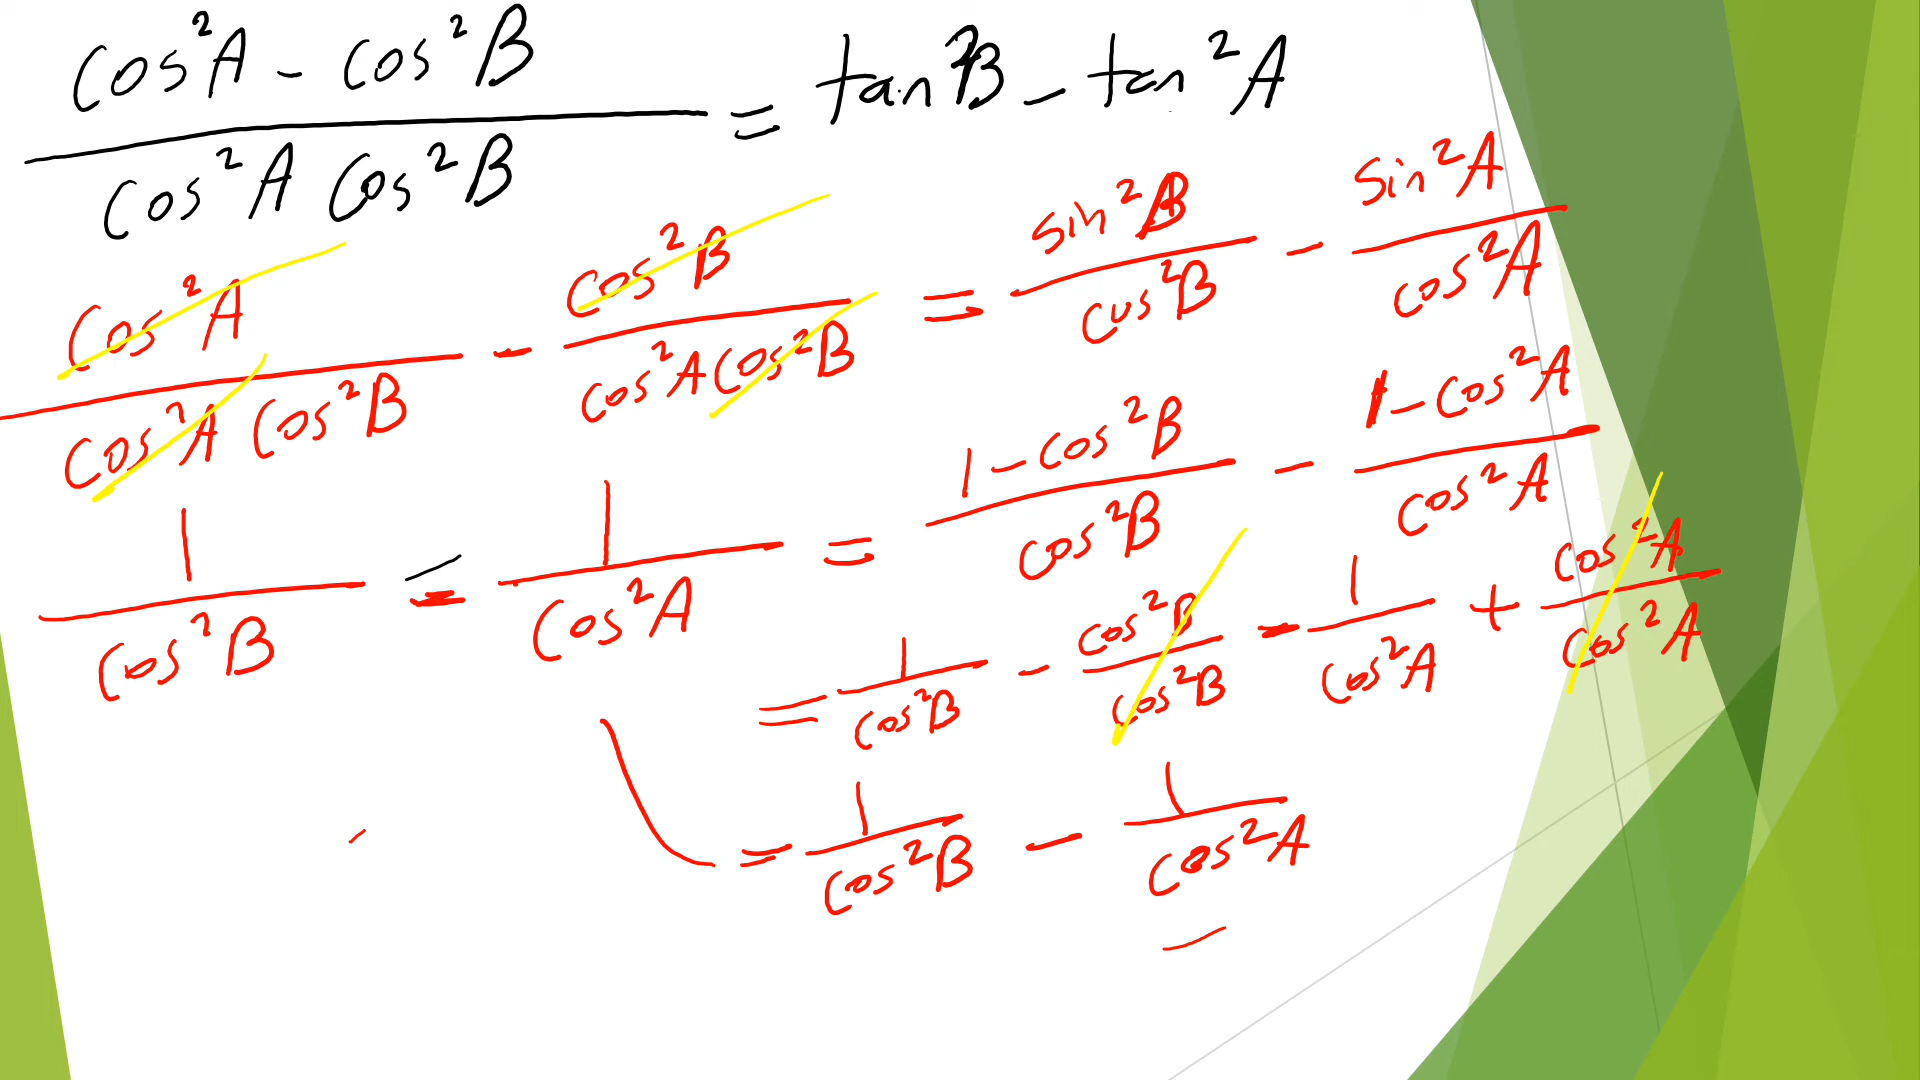 cos²A - cos²B / cos²A cos²B = tan²B - tan²A
cos²A / cos²A cos²B - cos²B / cos²A cos²B = sin²B / cos²B - sin²A / cos²A
1 / cos²B - 1 / cos²A = 1 - cos²B / cos²B - 1 - cos²A / cos²A
= 1 / cos²B - cos²B / cos²B - 1 / cos²A + cos²A / cos²A
= 1 / cos²B - 1 / cos²A